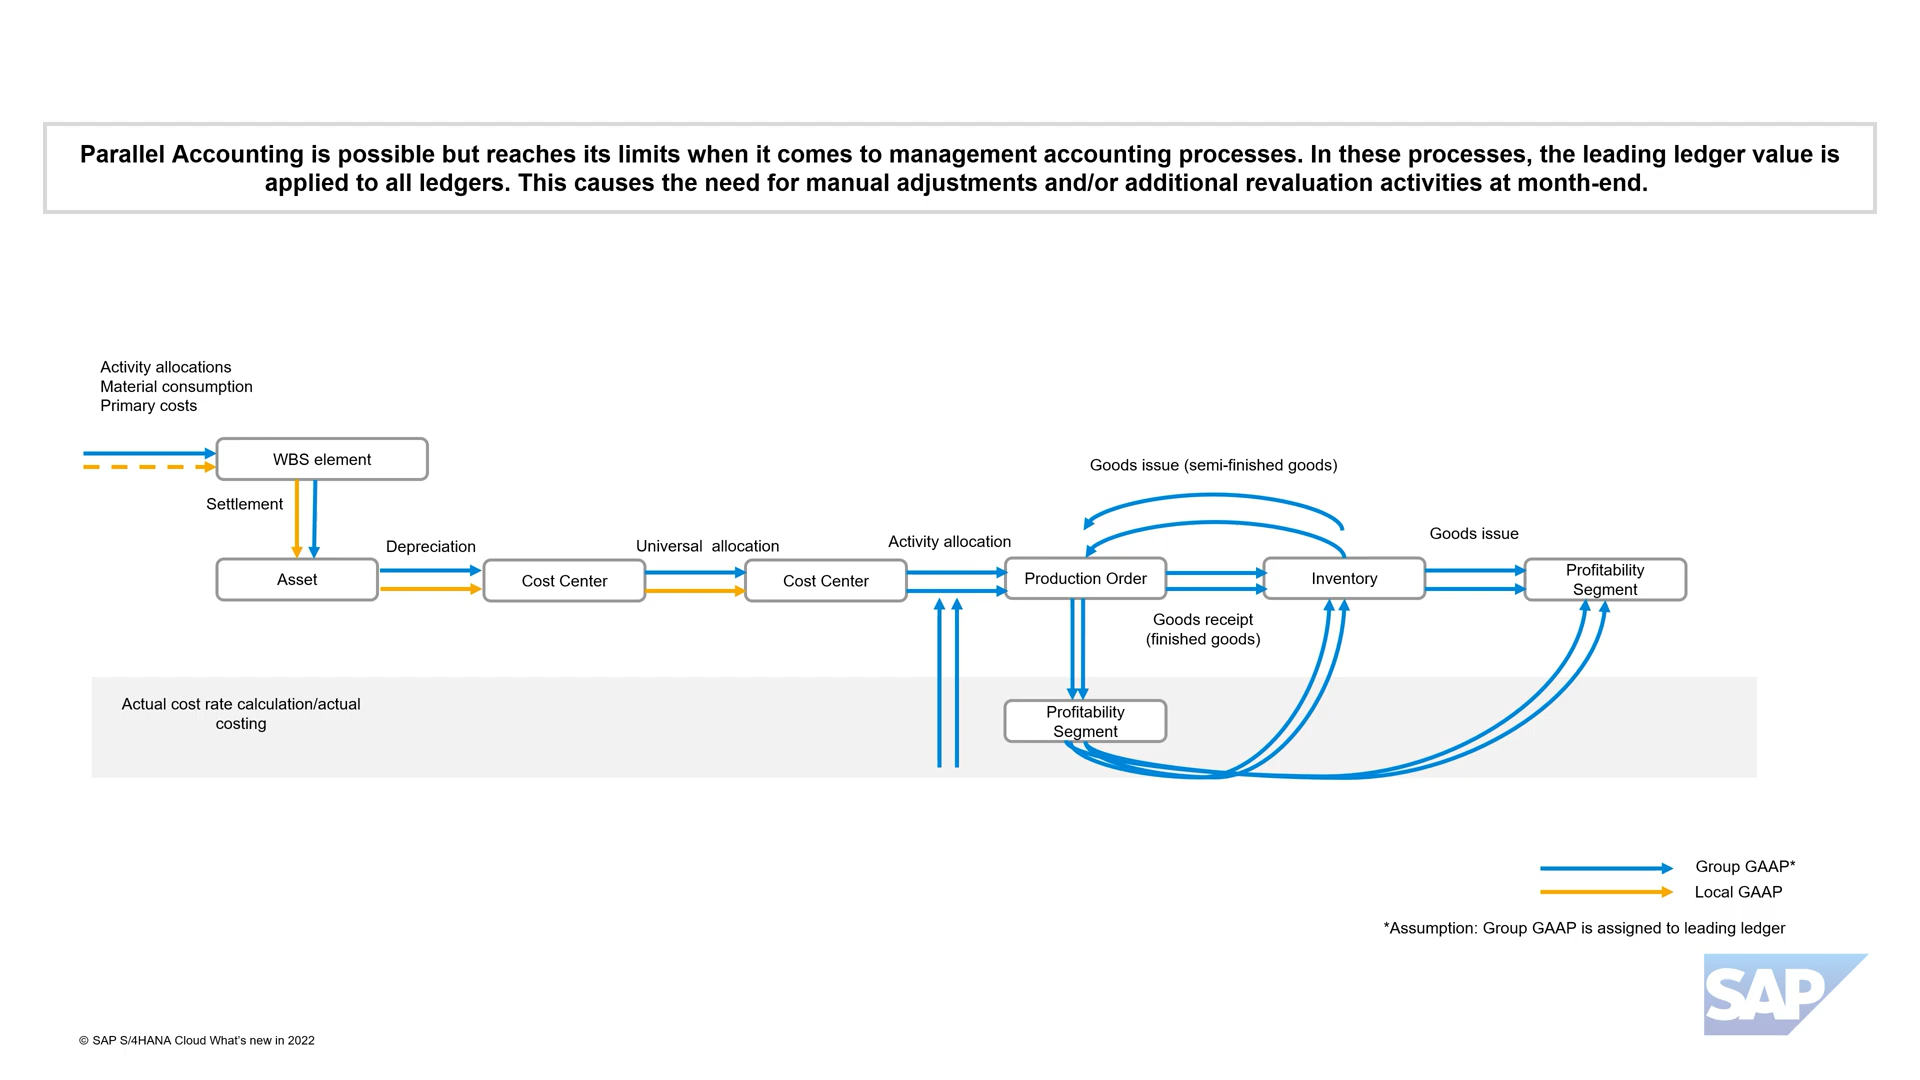 Parallel Accounting is possible but reaches its limits when it comes to management accounting processes. In these processes, the leading ledger value is
applied to all ledgers. This causes the need for manual adjustments and/or additional revaluation activities at month-end.
Activity allocations
Material consumption
Primary costs
WBS element
Settlement
Goods issue (semi-finished goods)
Goods issue
Depreciation
Universal allocation
Activity allocation
Asset
Cost Center
Cost Center
Production Order
Inventory
Profitability
Segment
Goods receipt
(finished goods)
Actual cost rate calculation/actual
costing
Profitability
Segment
Group GAAP*
Local GAAP
*Assumption: Group GAAP is assigned to leading ledger
SAP
© SAP S/4HANA Cloud What's new in 2022